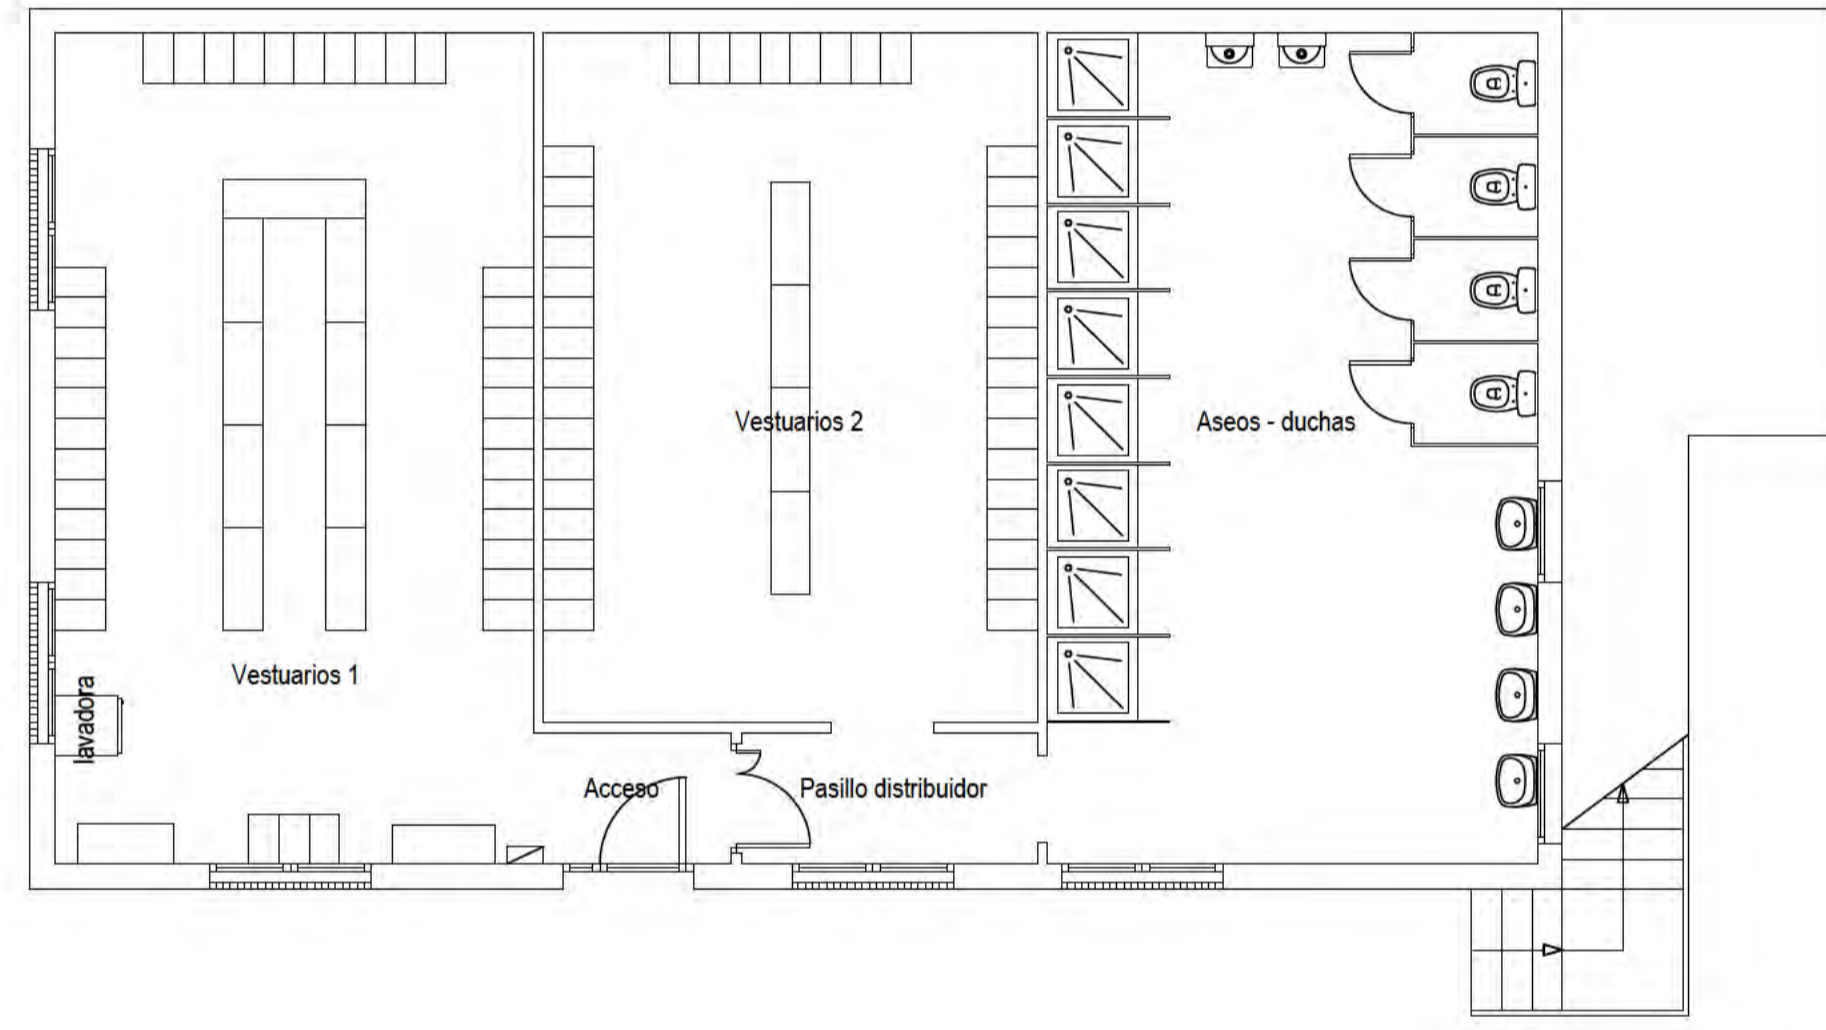 Vestuarios 2
Aseos - duchas
Vestuarios 1
lavadora
Acceso
Pasillo distribuidor